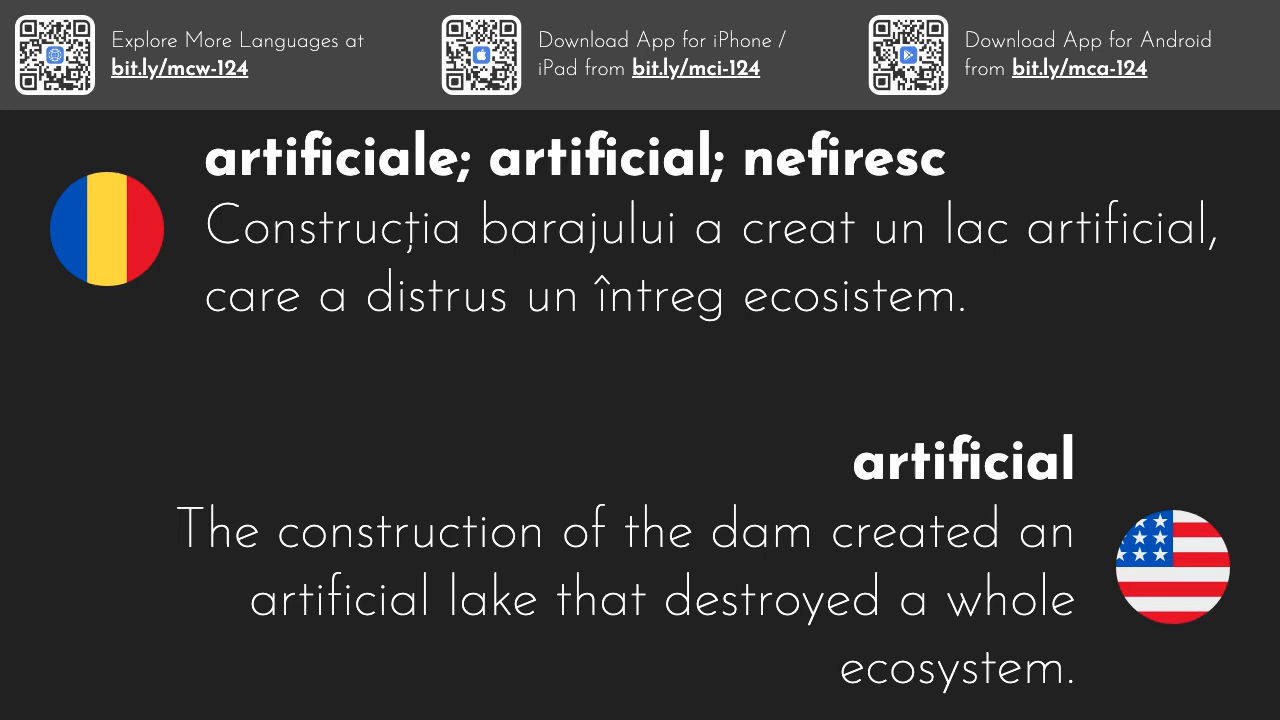 Explore More Languages at
bit.ly/mcw-124
Download App for iPhone /
iPad from bit.ly/mci-124
Download App for Android
from bit.ly/mca-124
artificiale; artificial; nefiresc
Construcția barajului a creat un lac artificial,
care a distrus un întreg ecosistem.
artificial
The construction of the dam created an
artificial lake that destroyed a whole
ecosystem.